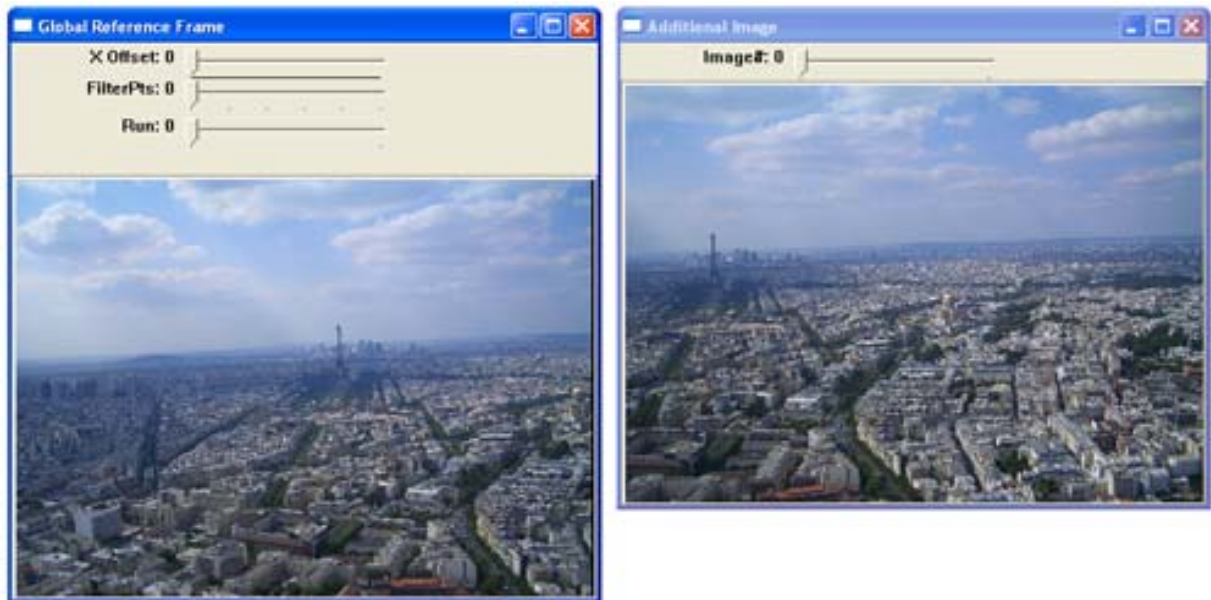 Global Reference Frame
X Offset: 0
FilterPts: 0
Run: 0
Additional Image
Image#: 0